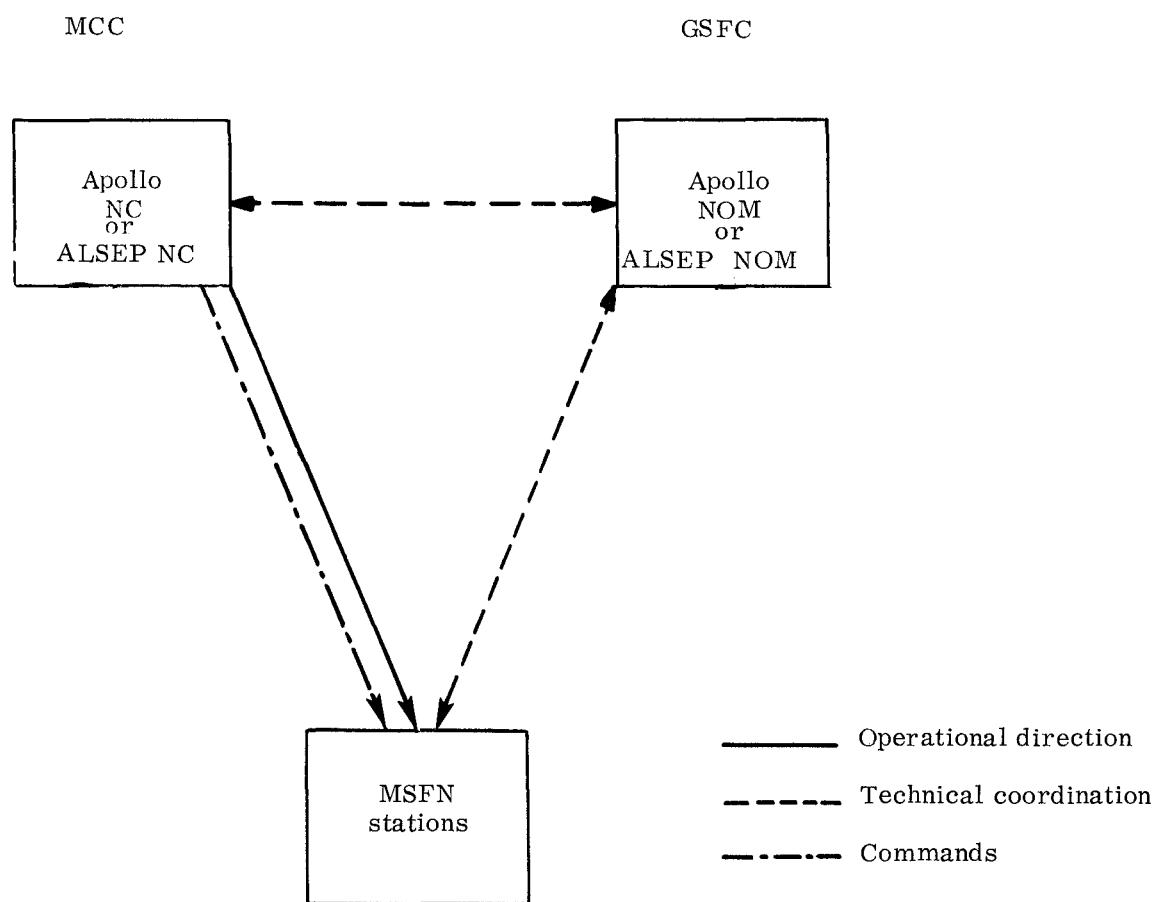 MCC
GSFC
Apollo
NC
or
ALSEP NC
Apollo
NOM
or
ALSEP NOM
MSFN
stations
Operational direction
Technical coordination
Commands